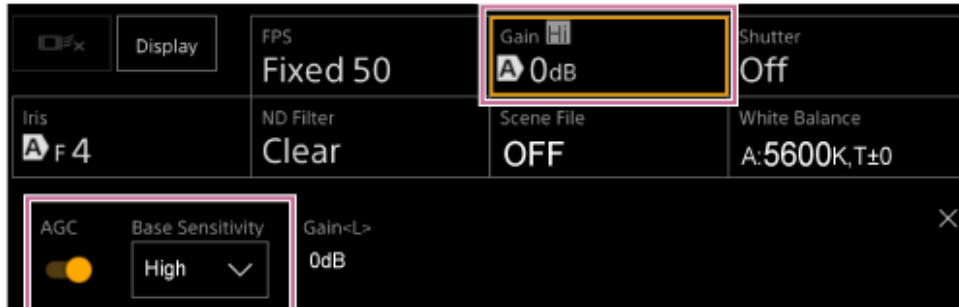 Display
FPS
Fixed 50
Gain Hi
A 0dB
Shutter
Off
Iris
A F 4
ND Filter
Clear
Scene File
OFF
White Balance
A:5600K,T±0
AGC
Base Sensitivity
High
Gain<L>
0dB